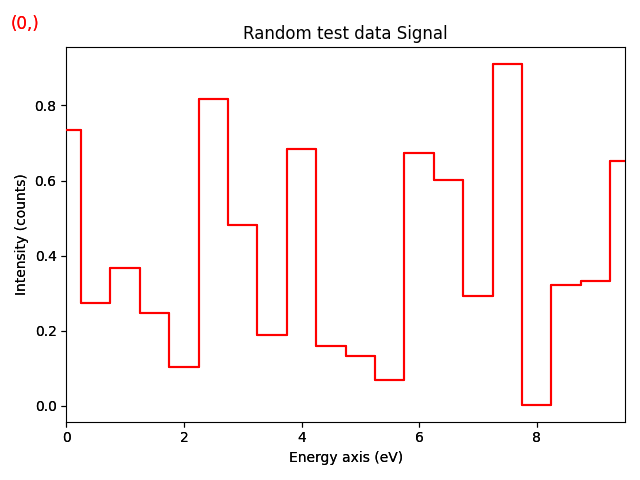 (0,)
Random test data Signal
Intensity (counts)
0.8
0.6
0.4
0.2
0.0
0 2 4 6 8
Energy axis (eV)